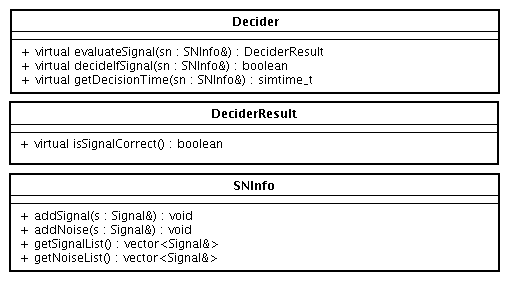 Decider
+ virtual evaluateSignal(sn : SNInfo&) : DeciderResult
+ virtual decideIfSignal(sn : SNInfo&) : boolean
+ virtual getDecisionTime(sn : SNInfo&) : simtime_t
DeciderResult
+ virtual isSignalCorrect() : boolean
SNInfo
+ addSignal(s : Signal&) : void
+ addNoise(s : Signal&) : void
+ getSignalList() : vector<Signal&>
+ getNoiseList() : vector<Signal&>